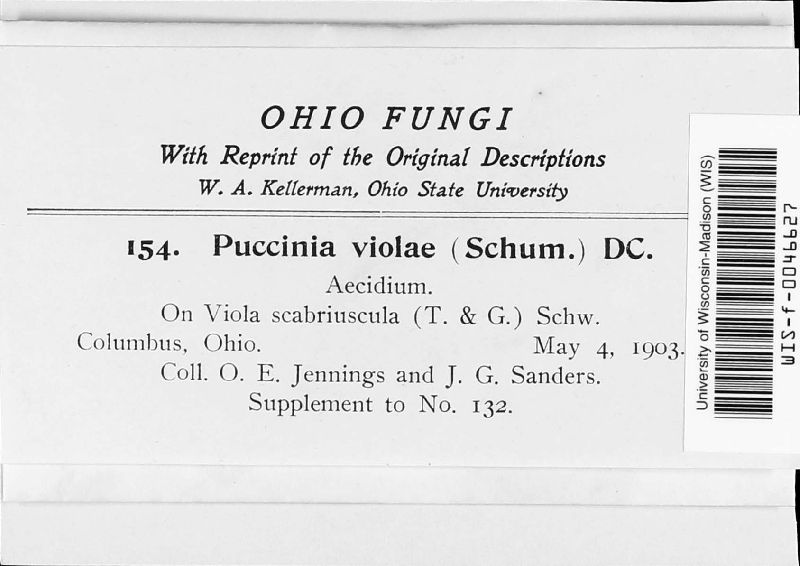 OHIO FUNGI
With Reprint of the Original Descriptions
W. A. Kellerman, Ohio State University
154. Puccinia violae (Schum.) DC.
Aecidium.
On Viola scabriuscula (T. & G.) Schw.
Columbus, Ohio. May 4, 1903.
Coll. O. E. Jennings and J. G. Sanders.
Supplement to No. 132.
University of Wisconsin-Madison (WIS)
WIS-f-0046627